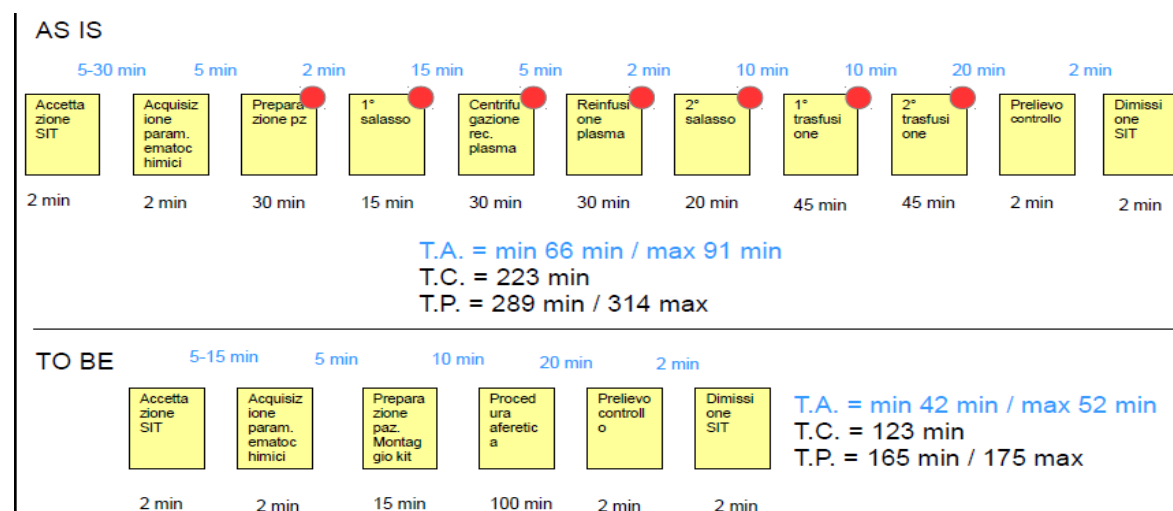 AS IS
5-30 min 5 min 2 min 15 min 5 min 2 min 10 min 10 min 20 min 2 min
Accetta
zione
SIT
Acquisiz
ione
param.
ematoc
himici
Prepara
zione pz
1°
salasso
Centrifu
gazione
rec.
plasma
Reinfusi
one
plasma
2°
salasso
1°
trasfusi
one
2°
trasfusi
one
Prelievo
controllo
Dimissi
one
SIT
2 min 2 min 30 min 15 min 30 min 30 min 20 min 45 min 45 min 2 min 2 min
T.A. = min 66 min / max 91 min
T.C. = 223 min
T.P. = 289 min / 314 max
TO BE
5-15 min 5 min 10 min 20 min 2 min
Accetta
zione
SIT
Acquisiz
ione
param.
ematoc
himici
Prepara
zione
paz.
Montag
gio kit
Proced
ura
aferetic
a
Prelievo
controll
o
Dimissi
one
SIT
2 min 2 min 15 min 100 min 2 min 2 min
T.A. = min 42 min / max 52 min
T.C. = 123 min
T.P. = 165 min / 175 max